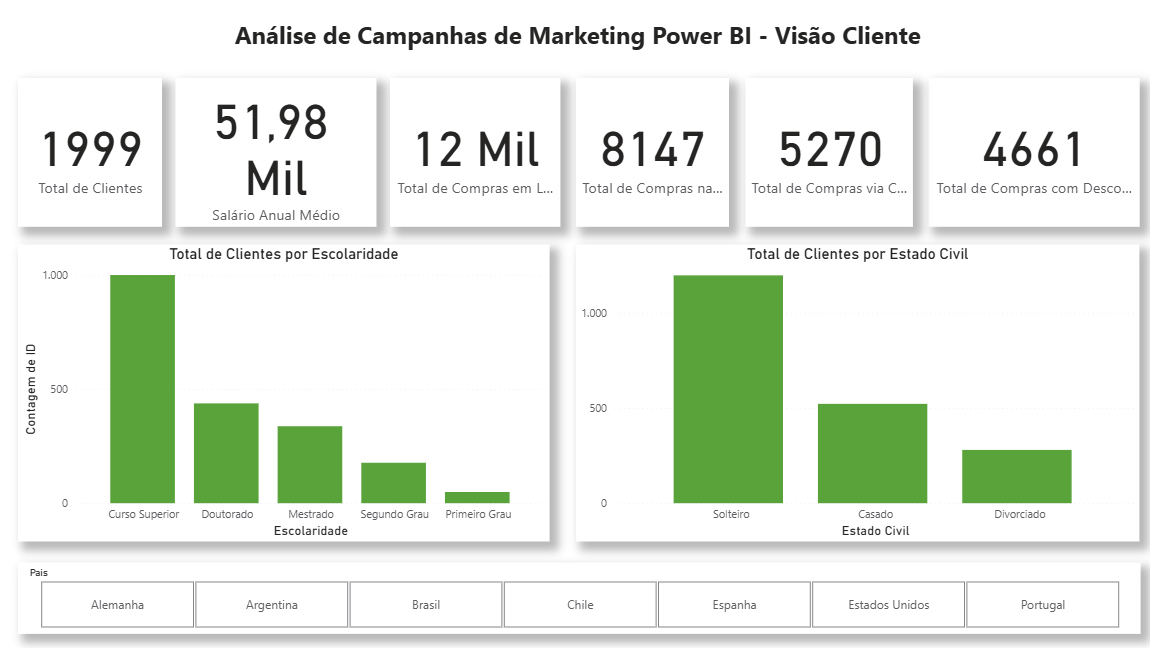 Análise de Campanhas de Marketing Power BI - Visão Cliente
1999
Total de Clientes
51,98
Mil
Salário Anual Médio
12 Mil
Total de Compras em L...
8147
Total de Compras na...
5270
Total de Compras via C...
4661
Total de Compras com Desco...
Total de Clientes por Escolaridade
1.000
500
0
Contagem de ID
Curso Superior
Doutorado
Mestrado
Segundo Grau
Primeiro Grau
Escolaridade
Total de Clientes por Estado Civil
1.000
500
0
Solteiro
Casado
Divorciado
Estado Civil
Pais
Alemanha
Argentina
Brasil
Chile
Espanha
Estados Unidos
Portugal